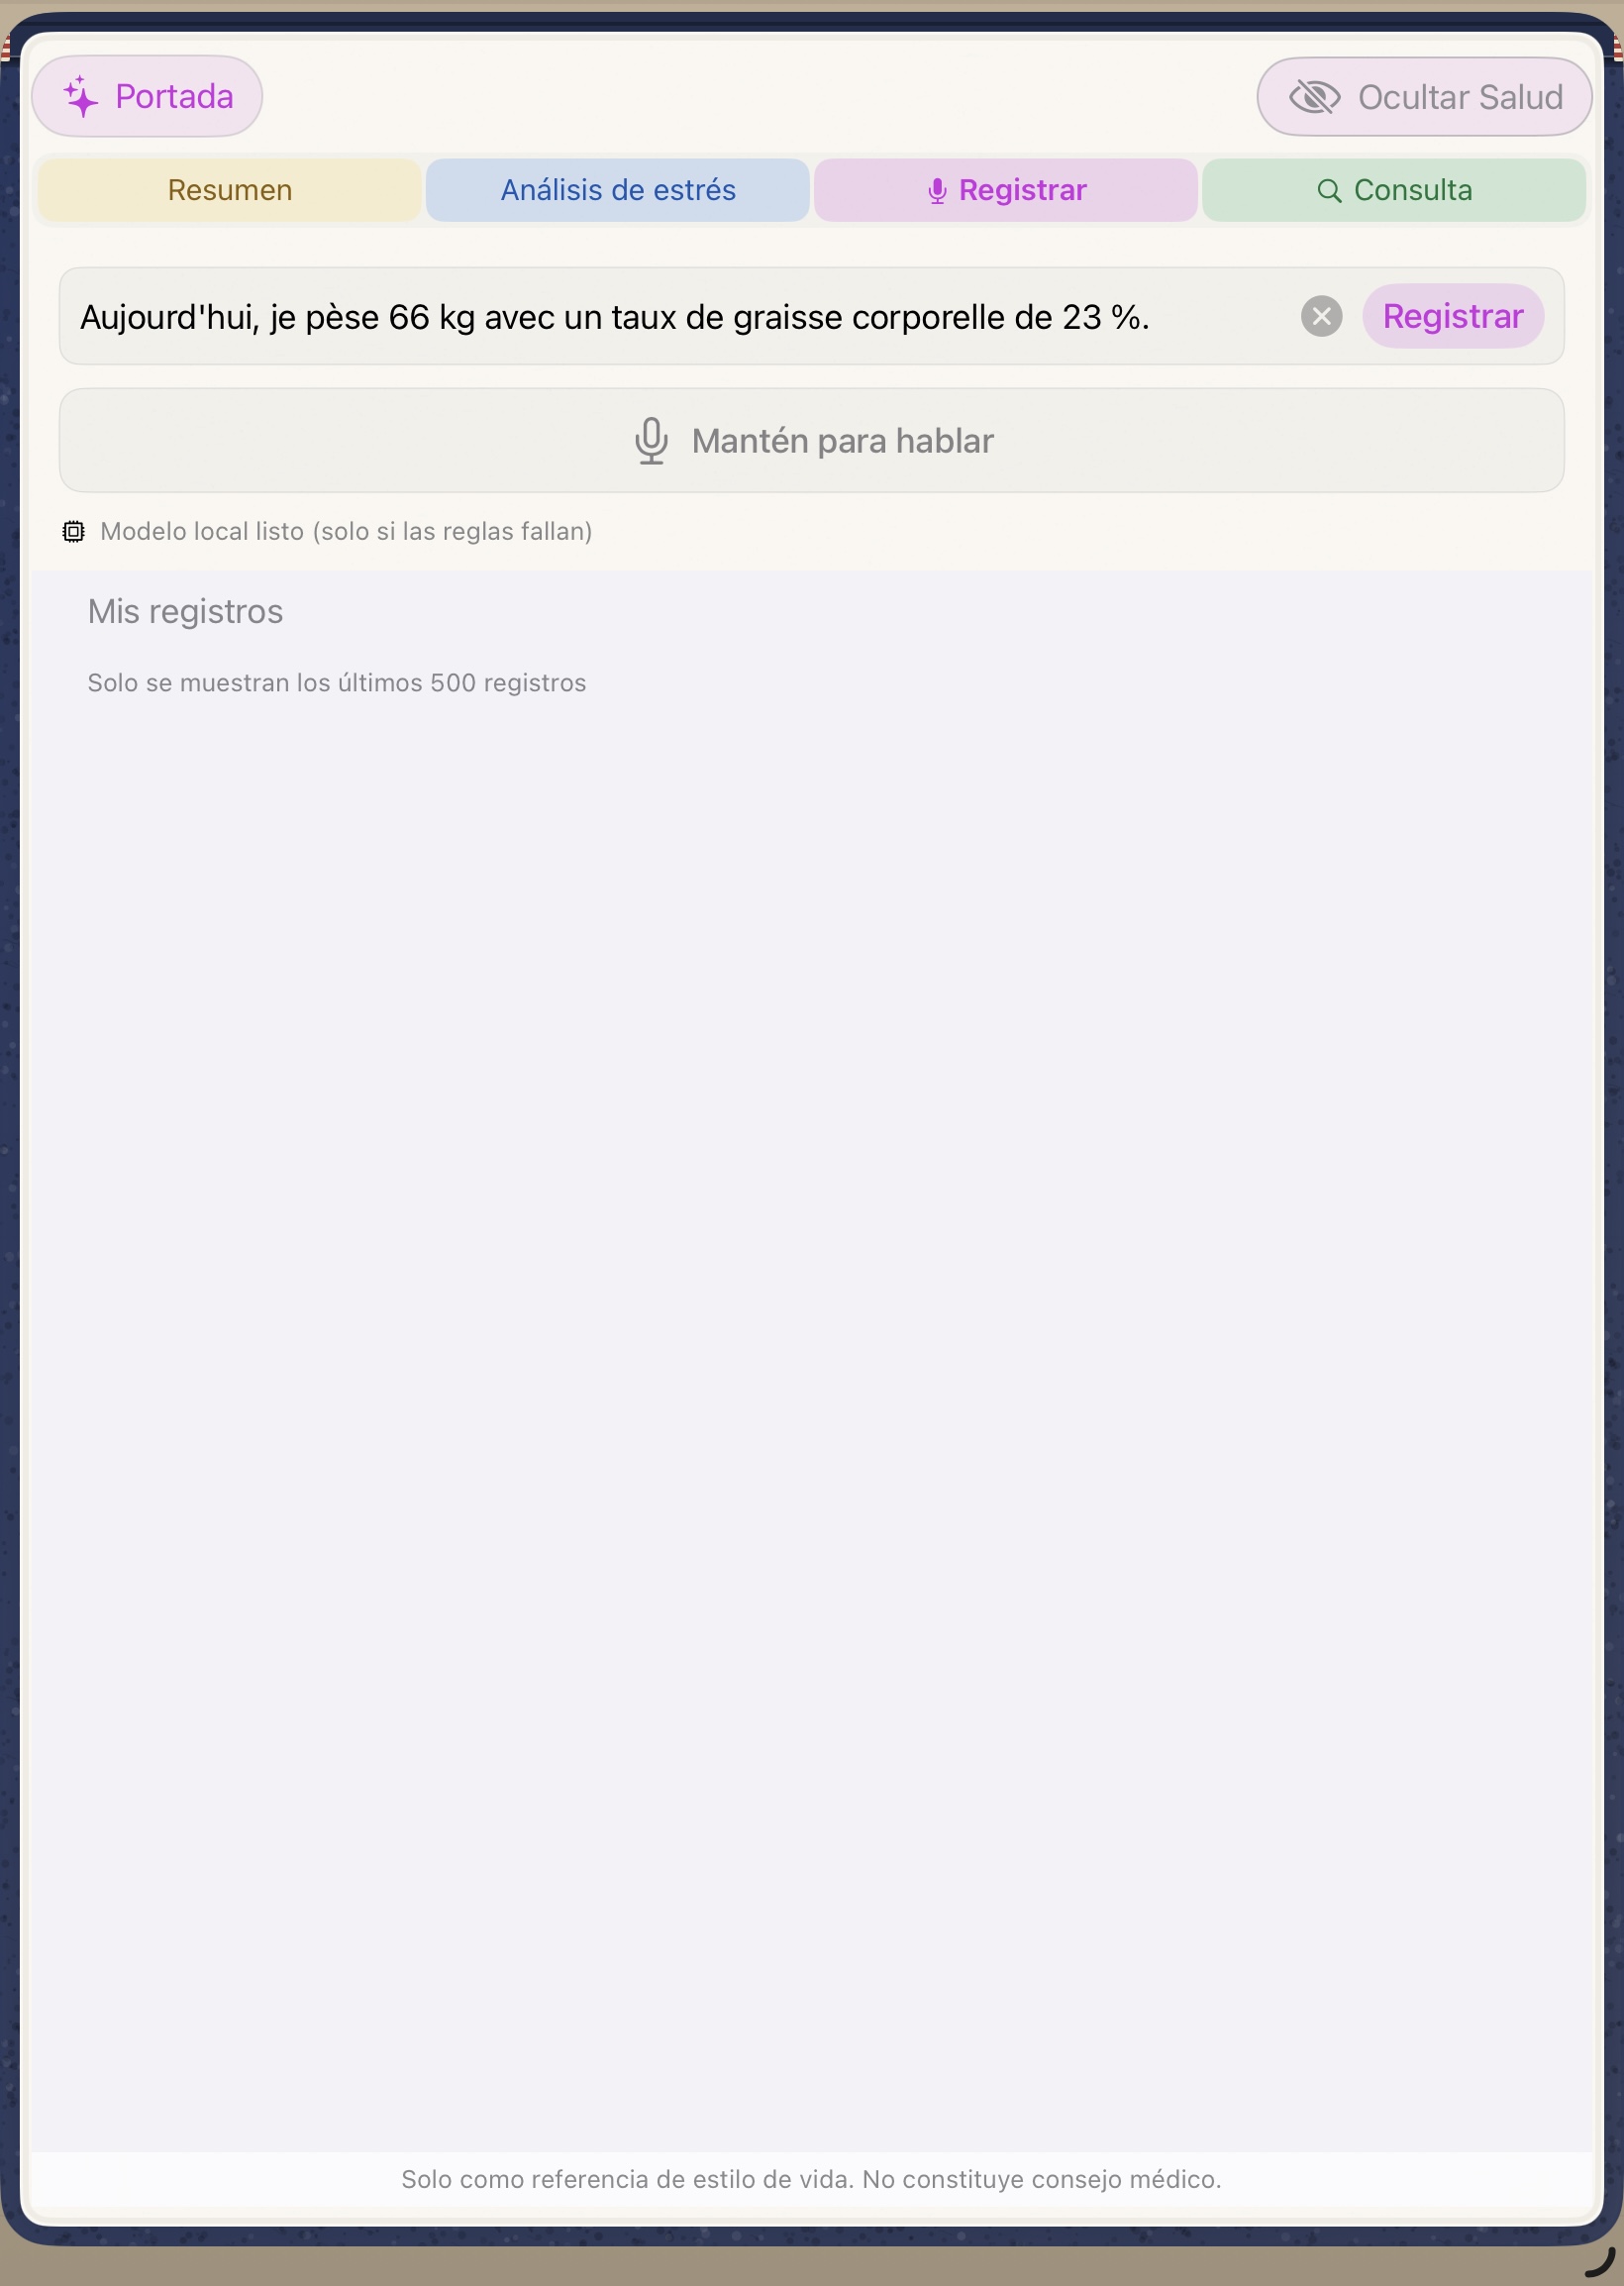 Portada
Ocultar Salud
Resumen
Análisis de estrés
Registrar
Consulta
Aujourd'hui, je pèse 66 kg avec un taux de graisse corporelle de 23 %.
Registrar
Mantén para hablar
Modelo local listo (solo si las reglas fallan)
Mis registros
Solo se muestran los últimos 500 registros
Solo como referencia de estilo de vida. No constituye consejo médico.